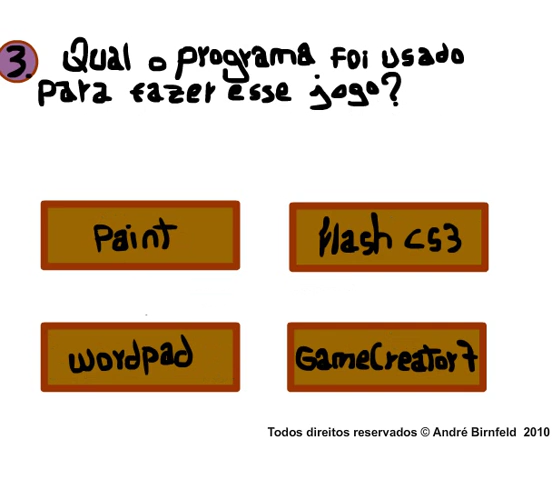 3. Qual o programa foi usado
para fazer esse jogo?
Paint
flash CS3
Wordpad
GameCreator7
Todos direitos reservados © André Birnfeld 2010